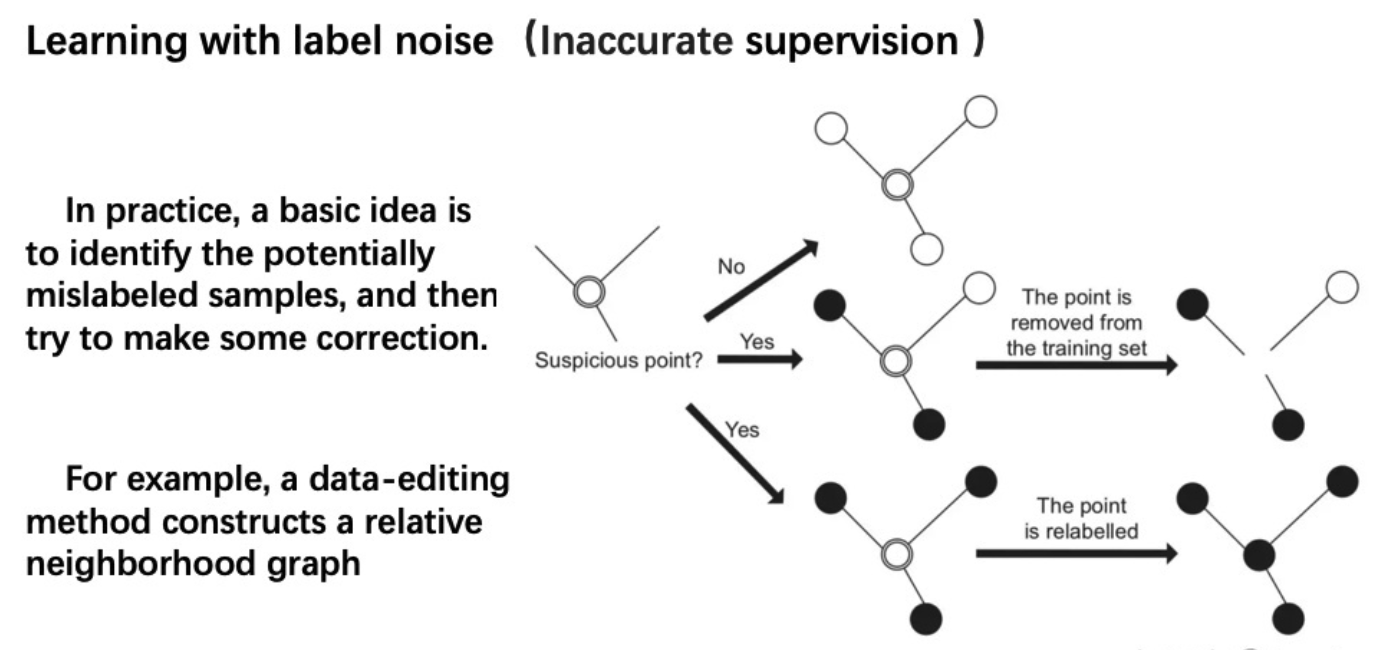 Learning with label noise （Inaccurate supervision )
In practice, a basic idea is
to identify the potentially
mislabeled samples, and then
try to make some correction.
For example, a data-editing
method constructs a relative
neighborhood graph
Suspicious point?
No
Yes
Yes
The point is
removed from
the training set
The point
is relabelled